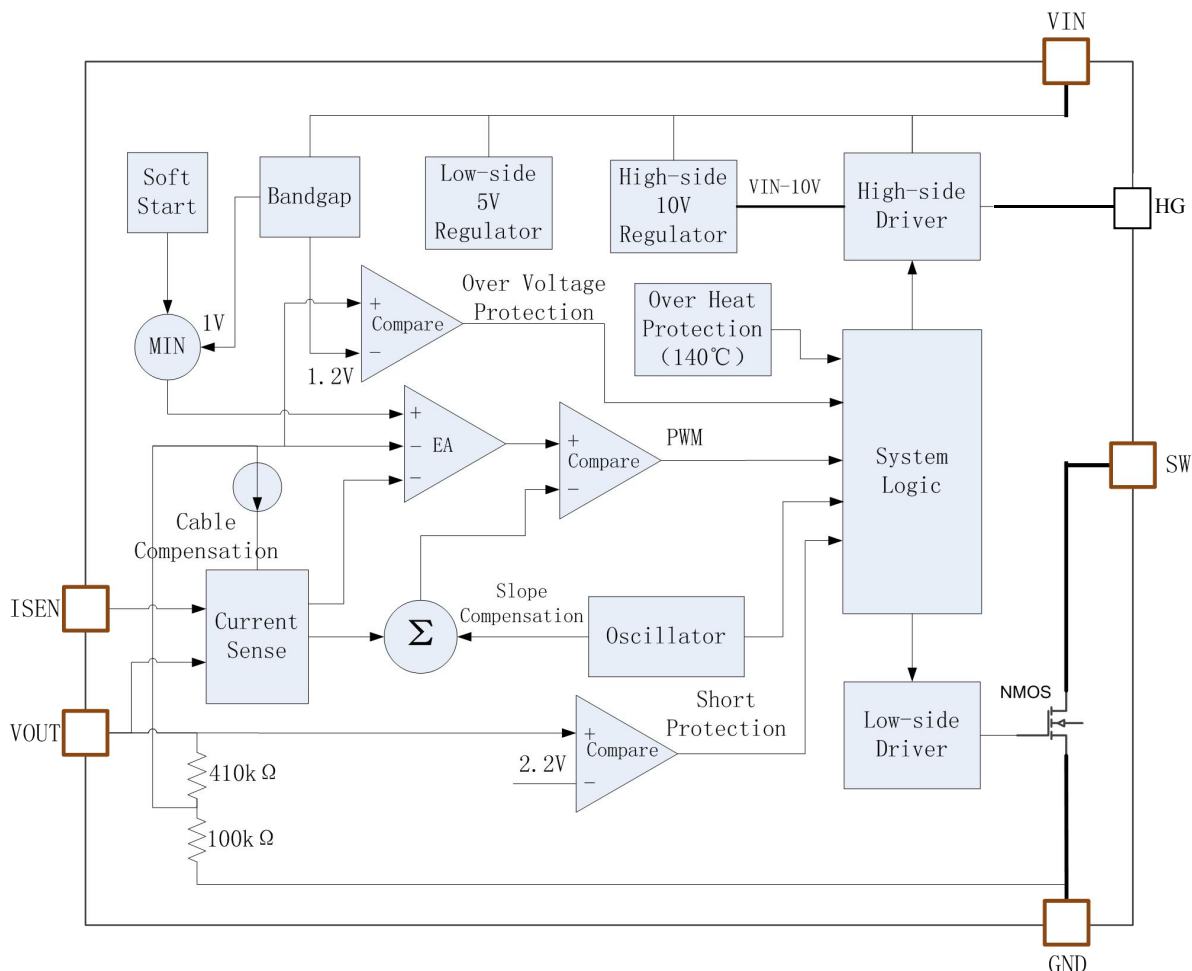 VIN
Soft
Start
Bandgap
Low-side
5V
Regulator
High-side
10V
Regulator
VIN-10V
High-side
Driver
HG
Over Voltage
Protection
+
Compare
−
1V
MIN
1.2V
Over Heat
Protection
(140℃)
+
− EA
−
+
Compare
−
PWM
System
Logic
SW
Cable
Compensation
ISEN
Current
Sense
Σ
Slope
Compensation
Oscillator
VOUT
+
Compare
−
2.2V
Short
Protection
Low-side
Driver
NMOS
410kΩ
100kΩ
GND